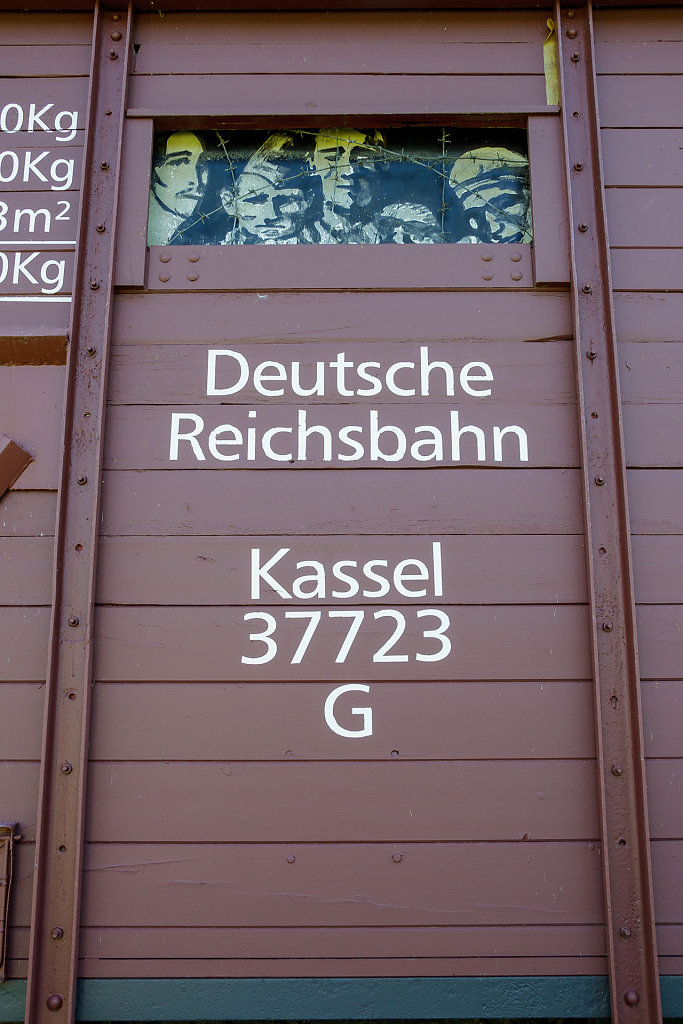 0Kg
0Kg
3m²
0Kg
Deutsche
Reichsbahn
Kassel
37723
G